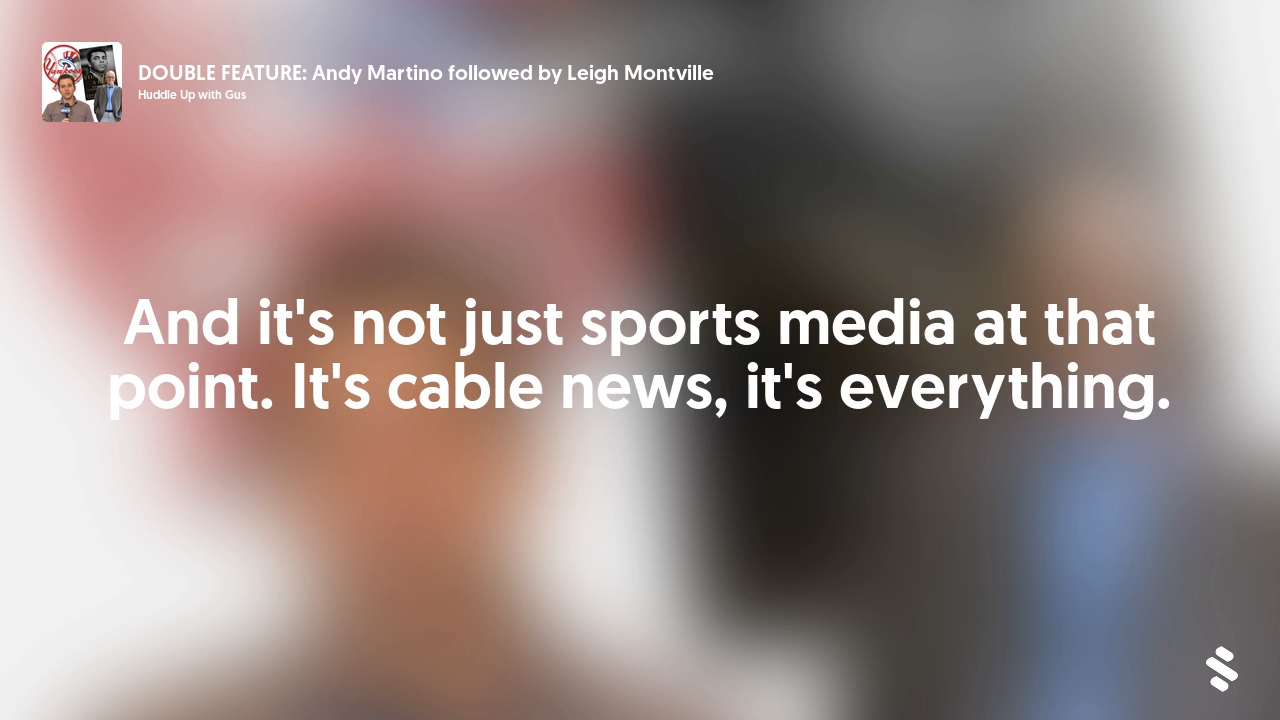 DOUBLE FEATURE: Andy Martino followed by Leigh Montville
Huddle Up with Gus
And it's not just sports media at that
point. It's cable news, it's everything.